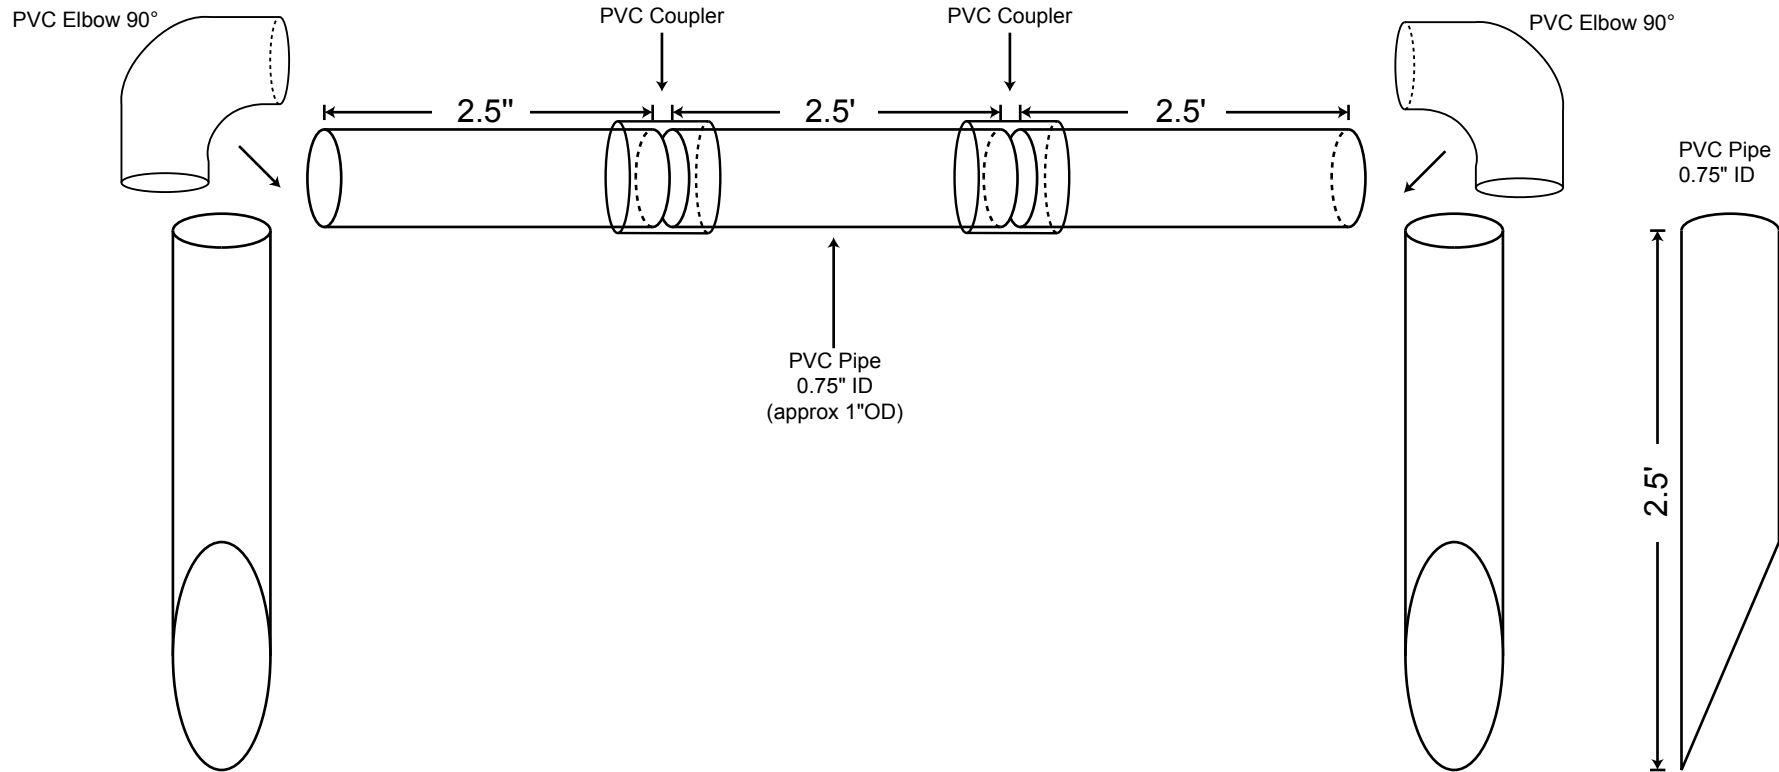 PVC Elbow 90°
PVC Coupler
PVC Coupler
PVC Elbow 90°
2.5"
2.5'
2.5'
PVC Pipe
0.75" ID
PVC Pipe
0.75" ID
(approx 1"OD)
2.5'